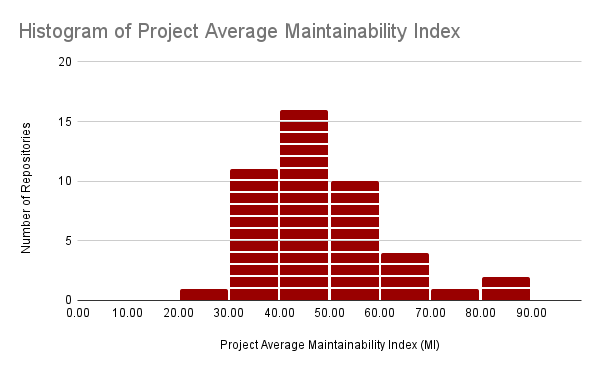 Histogram of Project Average Maintainability Index
20
15
10
5
0
Number of Repositories
0.00 10.00 20.00 30.00 40.00 50.00 60.00 70.00 80.00 90.00
Project Average Maintainability Index (MI)